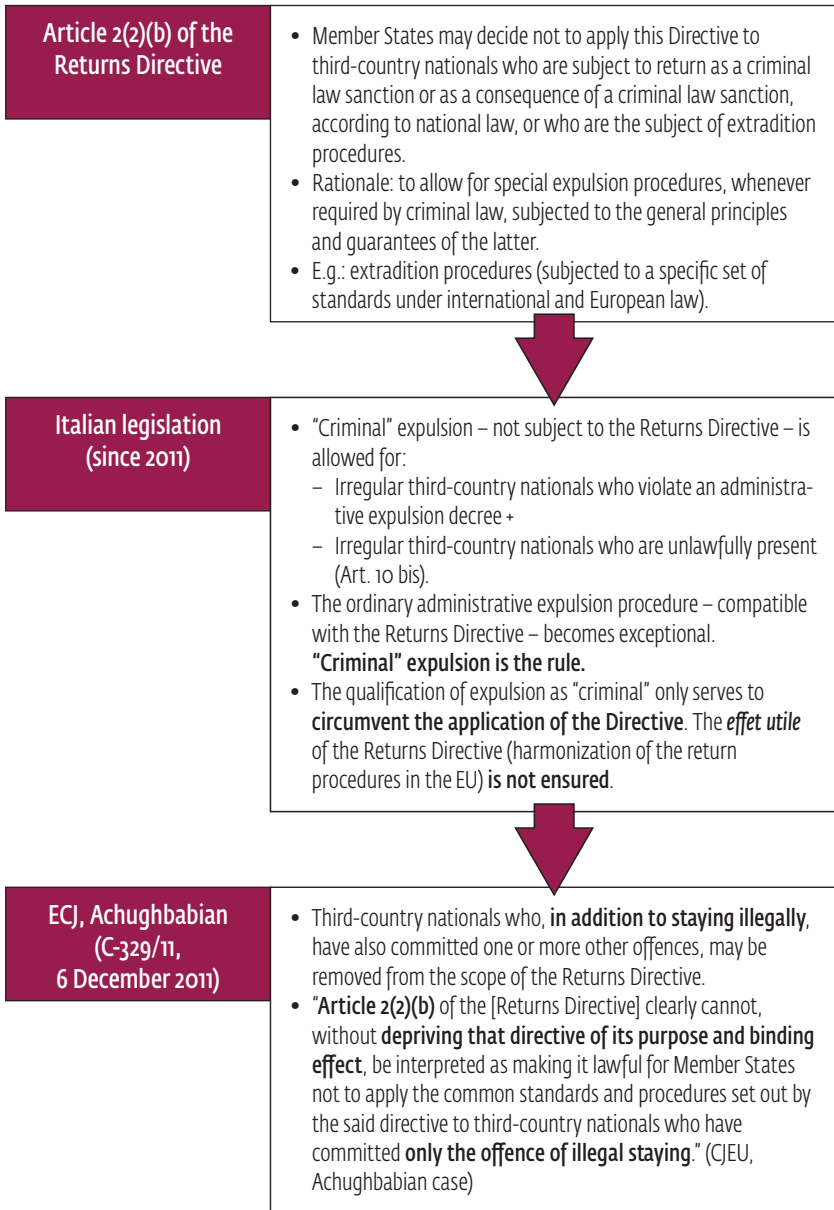 Article 2(2)(b) of the
Returns Directive
• Member States may decide not to apply this Directive to
third-country nationals who are subject to return as a criminal
law sanction or as a consequence of a criminal law sanction,
according to national law, or who are the subject of extradition
procedures.
• Rationale: to allow for special expulsion procedures, whenever
required by criminal law, subjected to the general principles
and guarantees of the latter.
• E.g.: extradition procedures (subjected to a specific set of
standards under international and European law).
Italian legislation
(since 2011)
• “Criminal” expulsion – not subject to the Returns Directive – is
allowed for:
– Irregular third-country nationals who violate an administra-
tive expulsion decree +
– Irregular third-country nationals who are unlawfully present
(Art. 10 bis).
• The ordinary administrative expulsion procedure – compatible
with the Returns Directive – becomes exceptional.
“Criminal” expulsion is the rule.
• The qualification of expulsion as “criminal” only serves to
circumvent the application of the Directive. The effet utile
of the Returns Directive (harmonization of the return
procedures in the EU) is not ensured.
ECJ, Achughbabian
(C-329/11,
6 December 2011)
• Third-country nationals who, in addition to staying illegally,
have also committed one or more other offences, may be
removed from the scope of the Returns Directive.
• “Article 2(2)(b) of the [Returns Directive] clearly cannot,
without depriving that directive of its purpose and binding
effect, be interpreted as making it lawful for Member States
not to apply the common standards and procedures set out by
the said directive to third-country nationals who have
committed only the offence of illegal staying.” (CJEU,
Achughbabian case)